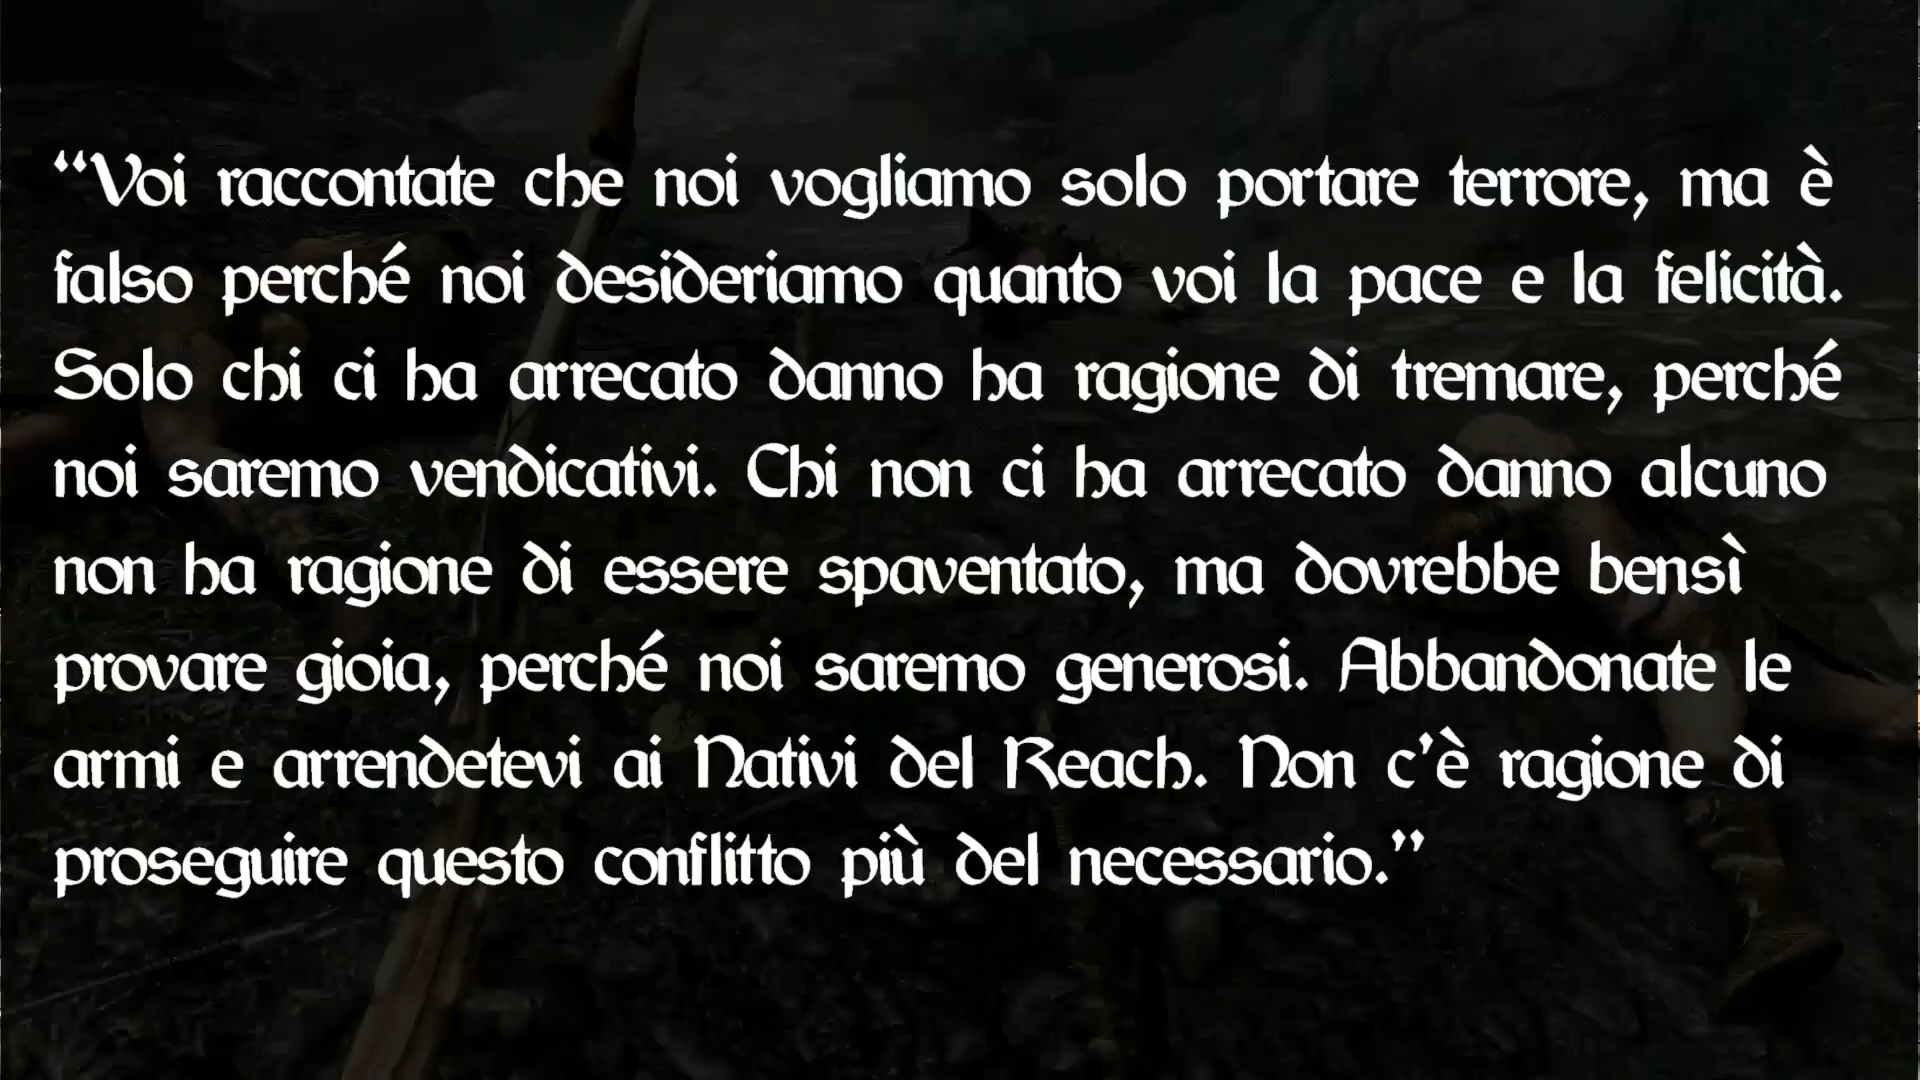 “Voi raccontate che noi vogliamo solo portare terrore, ma è
falso perché noi desideriamo quanto voi la pace e la felicità.
Solo chi ci ha arrecato danno ha ragione di tremare, perché
noi saremo vendicativi. Chi non ci ha arrecato danno alcuno
non ha ragione di essere spaventato, ma dovrebbe bensì
provare gioia, perché noi saremo generosi. Abbandonate le
armi e arrendetevi ai Nativi del Reach. Non c’è ragione di
proseguire questo conflitto più del necessario.”